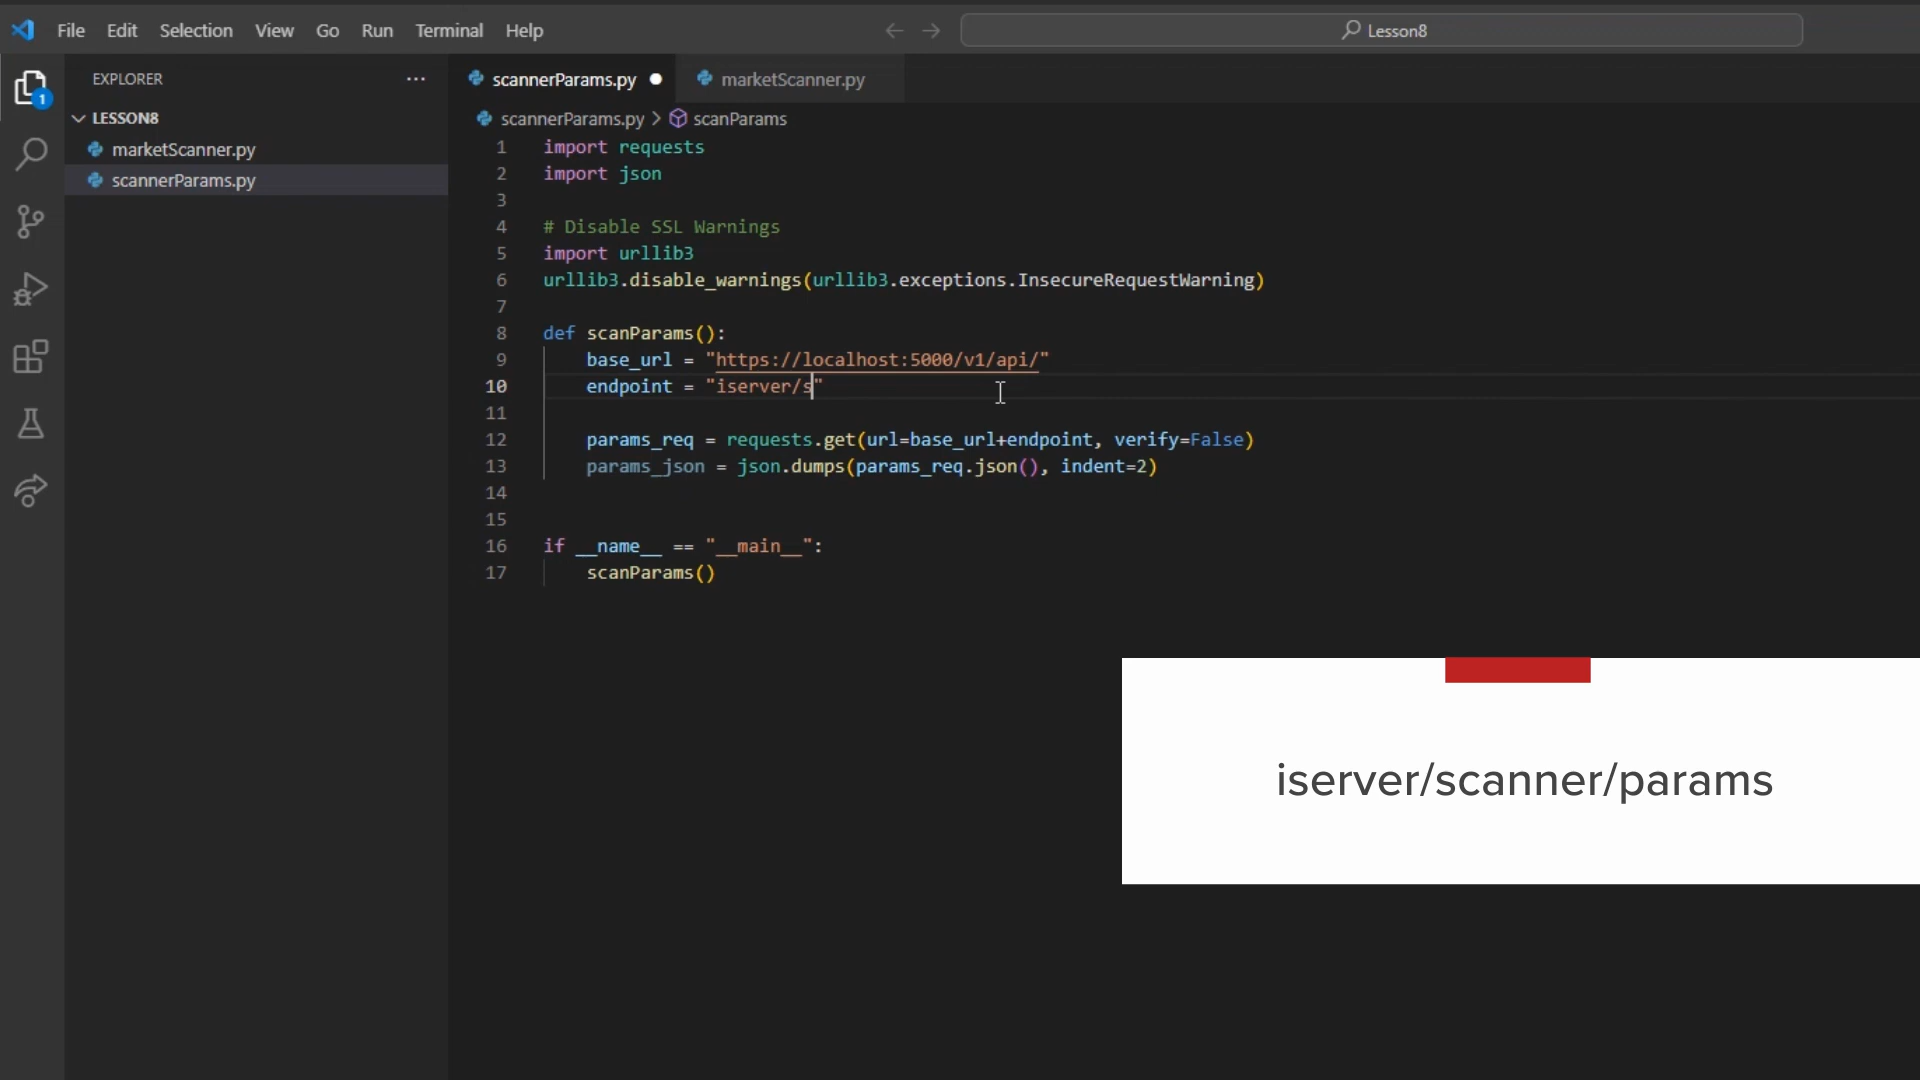 File Edit Selection View Go Run Terminal Help
Lesson8
EXPLORER
1
LESSON8
marketScanner.py
scannerParams.py
scannerParams.py
marketScanner.py
scannerParams.py > scanParams
1 import requests
2 import json
3
4 # Disable SSL Warnings
5 import urllib3
6 urllib3.disable_warnings(urllib3.exceptions.InsecureRequestWarning)
7
8 def scanParams():
9 base_url = "https://localhost:5000/v1/api/"
10 endpoint = "iserver/s"
11
12 params_req = requests.get(url=base_url+endpoint, verify=False)
13 params_json = json.dumps(params_req.json(), indent=2)
14
15
16 if __name__ == "__main__":
17 scanParams()
iserver/scanner/params